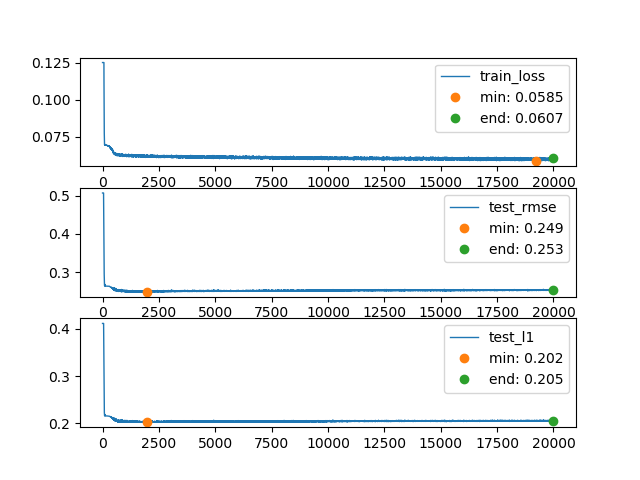 0.125
0.100
0.075
train_loss
min: 0.0585
end: 0.0607
0 2500 5000 7500 10000 12500 15000 17500 20000
0.5
0.4
0.3
test_rmse
min: 0.249
end: 0.253
0 2500 5000 7500 10000 12500 15000 17500 20000
0.4
0.3
0.2
test_l1
min: 0.202
end: 0.205
0 2500 5000 7500 10000 12500 15000 17500 20000